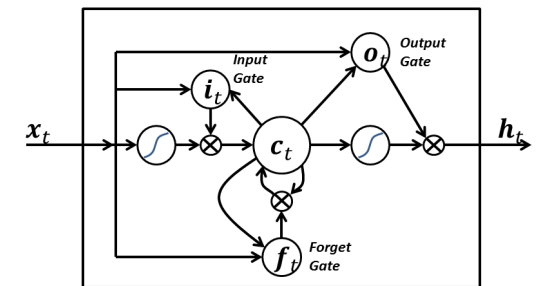 Input
Gate
i_t
o_t
Output
Gate
x_t
c_t
h_t
f_t
Forget
Gate